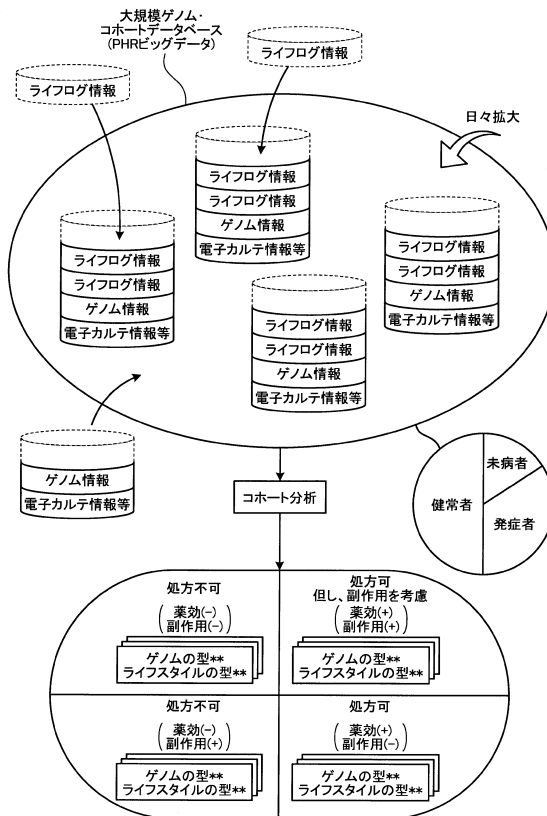 大規模ゲノム・
コホートデータベース
(PHRビッグデータ)
ライフログ情報
ライフログ情報
日々拡大
ライフログ情報
ライフログ情報
ゲノム情報
電子カルテ情報等
ライフログ情報
ライフログ情報
ゲノム情報
電子カルテ情報等
ライフログ情報
ライフログ情報
ゲノム情報
電子カルテ情報等
ライフログ情報
ライフログ情報
ゲノム情報
電子カルテ情報等
ゲノム情報
電子カルテ情報等
健常者
未病者
発症者
コホート分析
処方不可
薬効(-)
副作用(-)
ゲノムの型**
ライフスタイルの型**
処方可
但し、副作用を考慮
薬効(+)
副作用(+)
ゲノムの型**
ライフスタイルの型**
処方不可
薬効(-)
副作用(+)
ゲノムの型**
ライフスタイルの型**
処方可
薬効(+)
副作用(-)
ゲノムの型**
ライフスタイルの型**